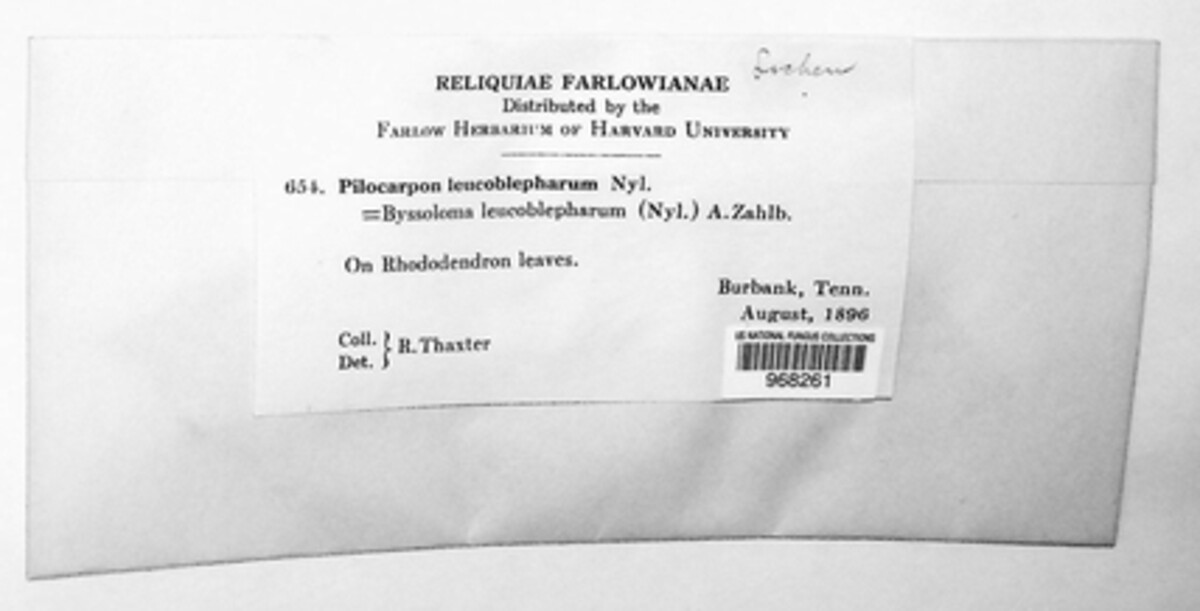 Lichens
RELIQUIAE FARLOWIANAE
Distributed by the
FARLOW HERBARIUM OF HARVARD UNIVERSITY
654. Pilocarpon leucoblepharum Nyl.
=Byssoloma leucoblepharum (Nyl.) A. Zahlb.
On Rhododendron leaves.
Burbank, Tenn.
August, 1896
Coll.
Det. } R. Thaxter
US NATIONAL FUNGUS COLLECTIONS
968261